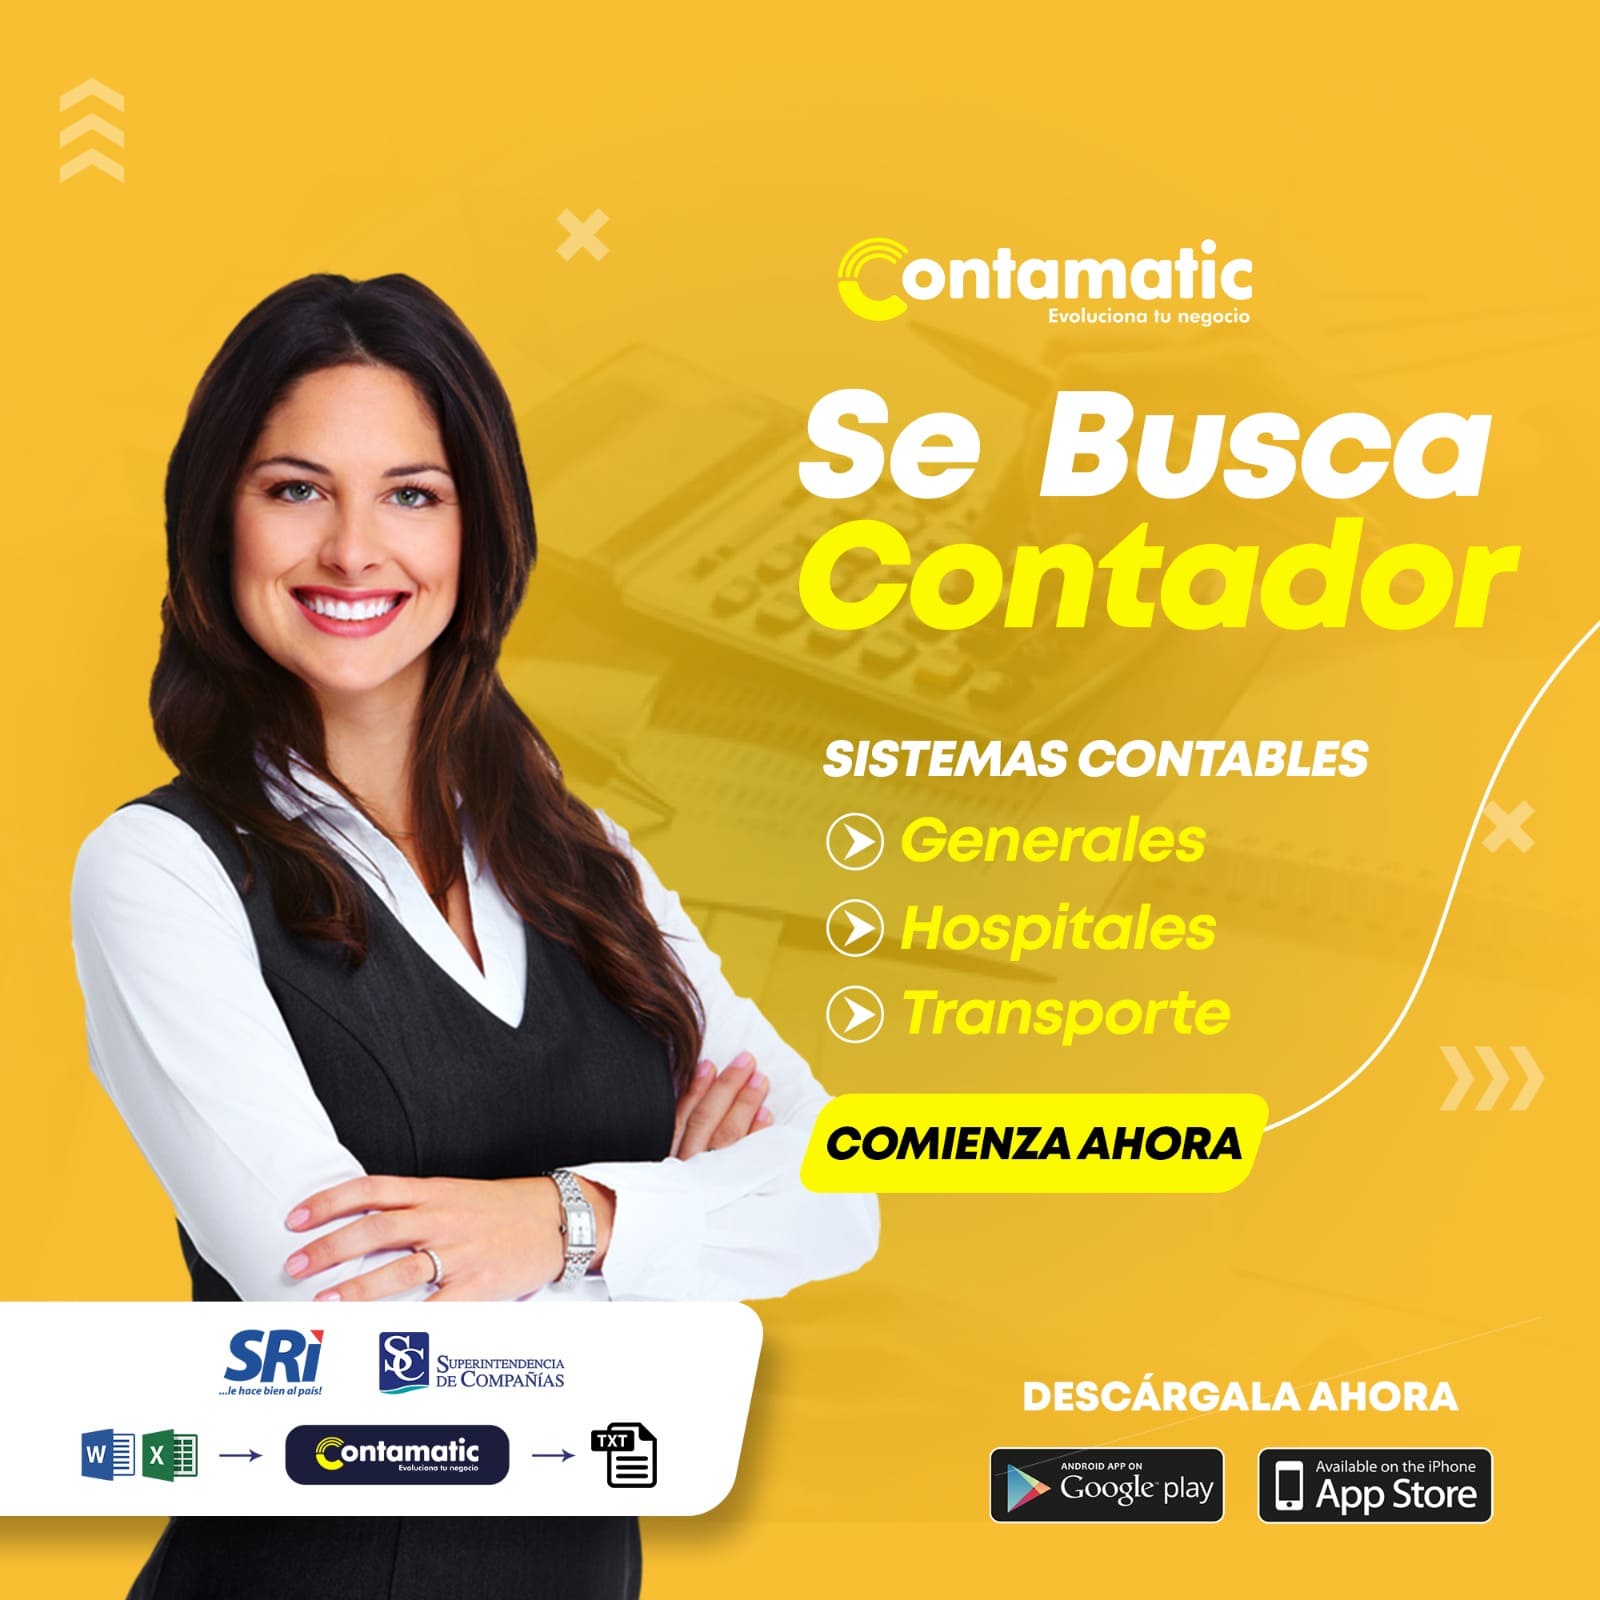 Contamatic
Evoluciona tu negocio
Se Busca
Contador
SISTEMAS CONTABLES
Generales
Hospitales
Transporte
COMIENZA AHORA
SRi
...le hace bien al país!
SC
SUPERINTENDENCIA
DE COMPAÑÍAS
W
X
Contamatic
Evoluciona tu negocio
TXT
DESCÁRGALA AHORA
ANDROID APP ON
Google play
Available on the iPhone
App Store